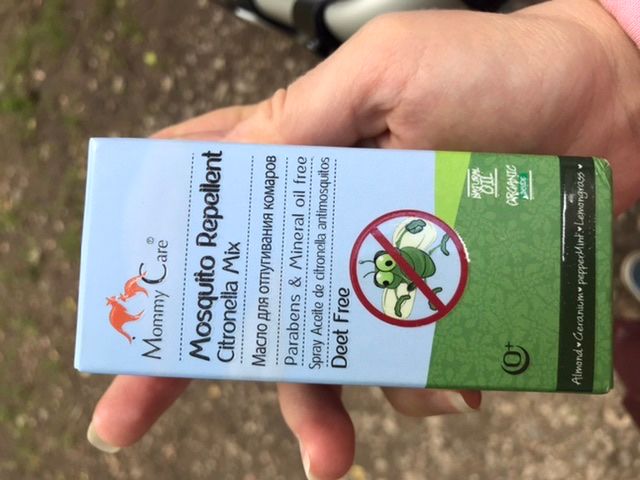 Mommy Care®
Mosquito Repellent
Citronella Mix
Масло для отпугивания комаров
Parabens & Mineral oil free
Spray Aceite de citronella antimosquitos
Deet Free
NATURAL
OIL
ORGANIC
INSIDE
0+
Almond ♥ Geranium ♥ pepperMint ♥ Lemongrass ♥